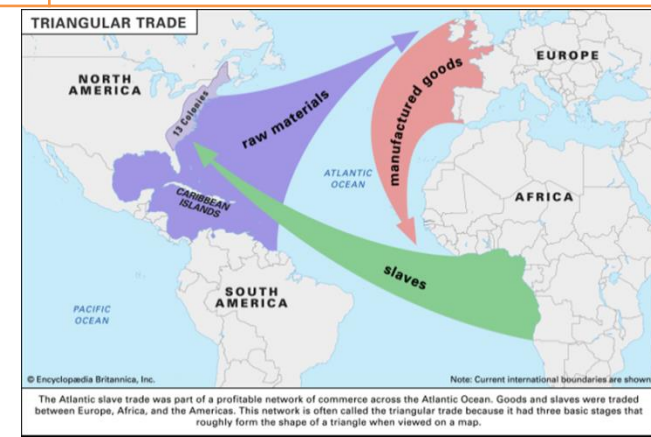 TRIANGULAR TRADE
NORTH
AMERICA
13 Colonies
raw materials
manufactured goods
EUROPE
ATLANTIC
OCEAN
AFRICA
CARIBBEAN
ISLANDS
slaves
SOUTH
AMERICA
PACIFIC
OCEAN
© Encyclopædia Britannica, Inc.
Note: Current international boundaries are shown
The Atlantic slave trade was part of a profitable network of commerce across the Atlantic Ocean. Goods and slaves were traded
between Europe, Africa, and the Americas. This network is often called the triangular trade because it had three basic stages that
roughly form the shape of a triangle when viewed on a map.